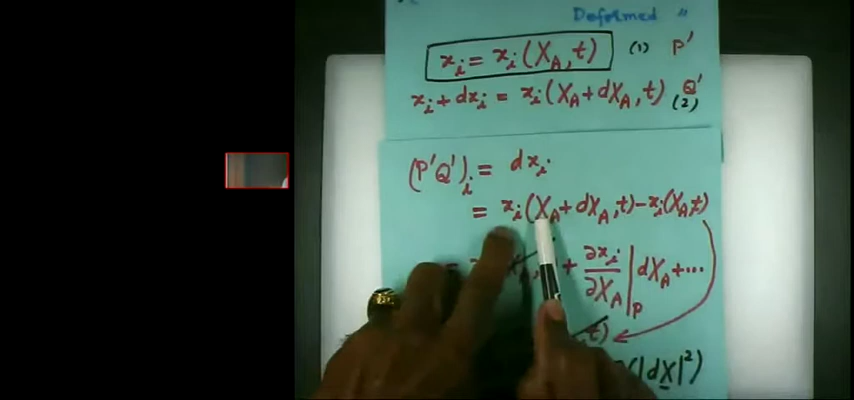 Deformed "
xᵢ = xᵢ(X_A, t) (1) P'
xᵢ + dxᵢ = xᵢ(X_A + dX_A, t) Q' (2)
(P'Q')ᵢ = dxᵢ
= xᵢ(X_A + dX_A, t) - xᵢ(X_A, t)
= + ∂xᵢ/∂X_A |_P dX_A + ...
, t)
(|dX|²)